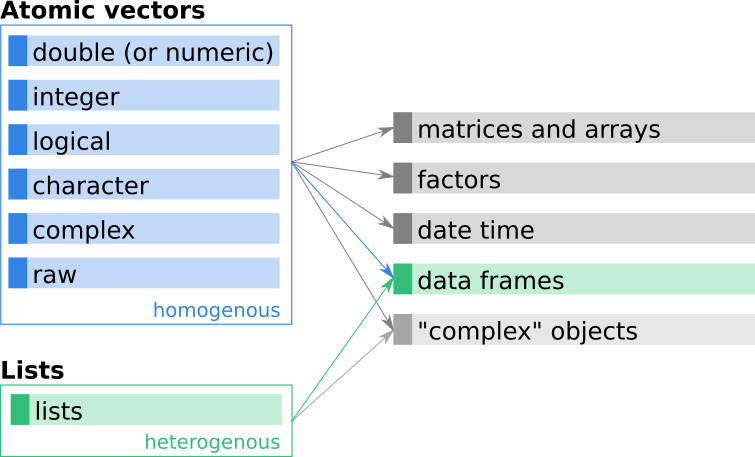 Atomic vectors
double (or numeric)
integer
logical
character
complex
raw
homogenous
Lists
lists
heterogenous
matrices and arrays
factors
date time
data frames
"complex" objects